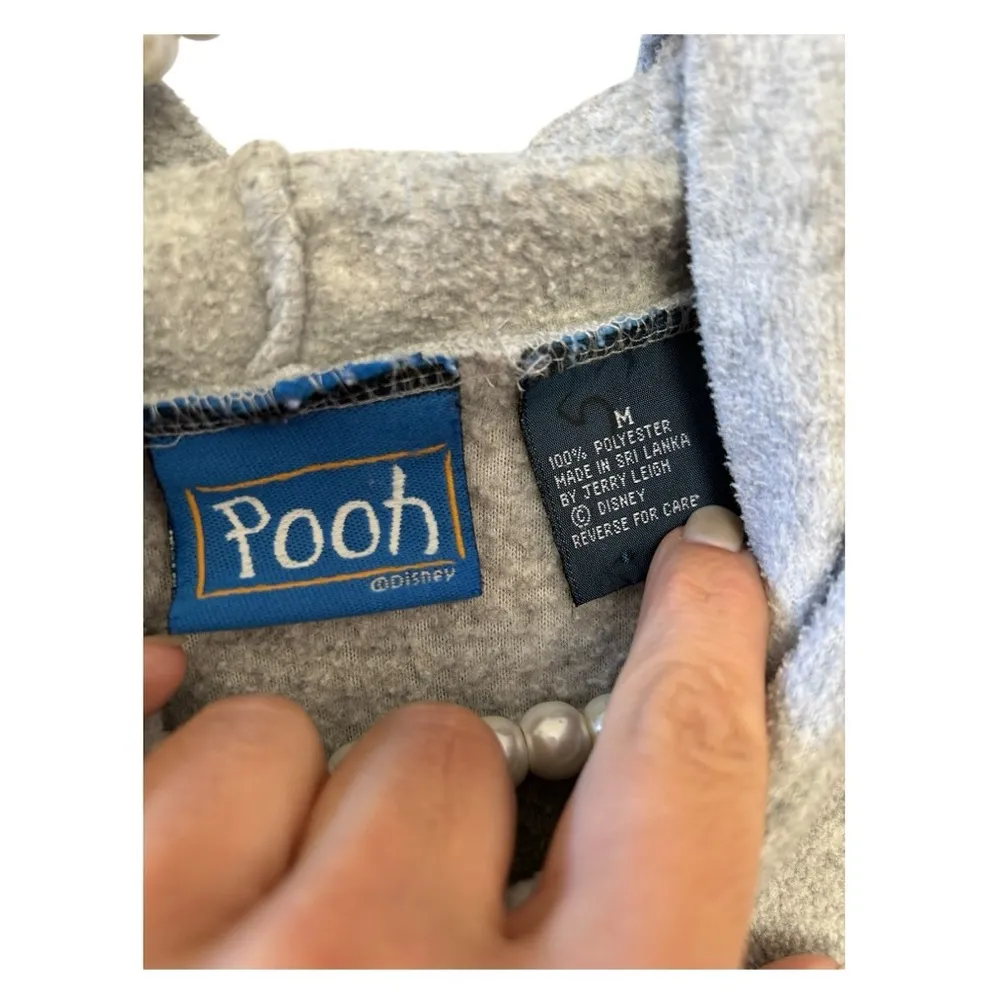 Pooh
©Disney
M
100% POLYESTER
MADE IN SRI LANKA
BY JERRY LEIGH
© DISNEY
REVERSE FOR CARE